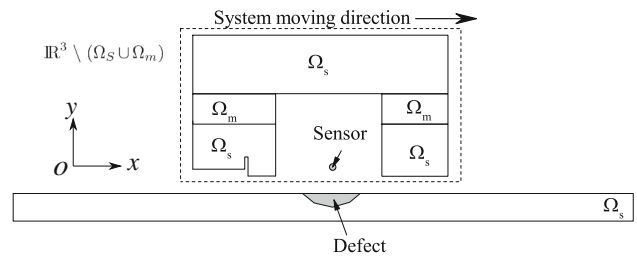 System moving direction
ℝ³ \ (Ω_S ∪ Ω_m)
Ω_s
Ω_m
Ω_m
y
Sensor
Ω_s
Ω_s
o
x
Ω_s
Defect